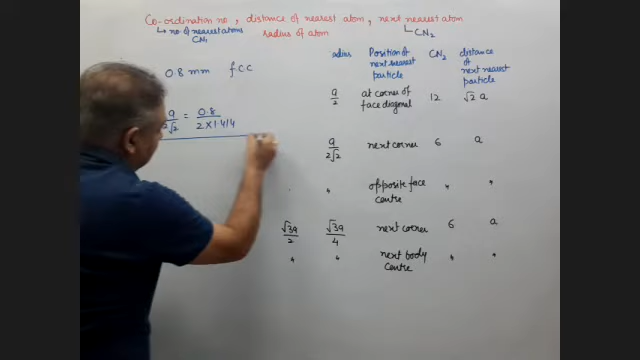 Co-ordination no, distance of nearest atom, next nearest atom
↳ no of nearest atoms radius of atom ↳ CN2
CN1
adius Position of next nearest particle CN2 distance of next nearest particle
0.8 mm fCC
a/2 at corner of face diagonal 12 √2 a
a/2√2 = 0.8/2×1.414
a/2√2 next corner 6 a
" opposite face centre " "
√3a/2 √3a/4 next corner 6 a
" " next body centre " "